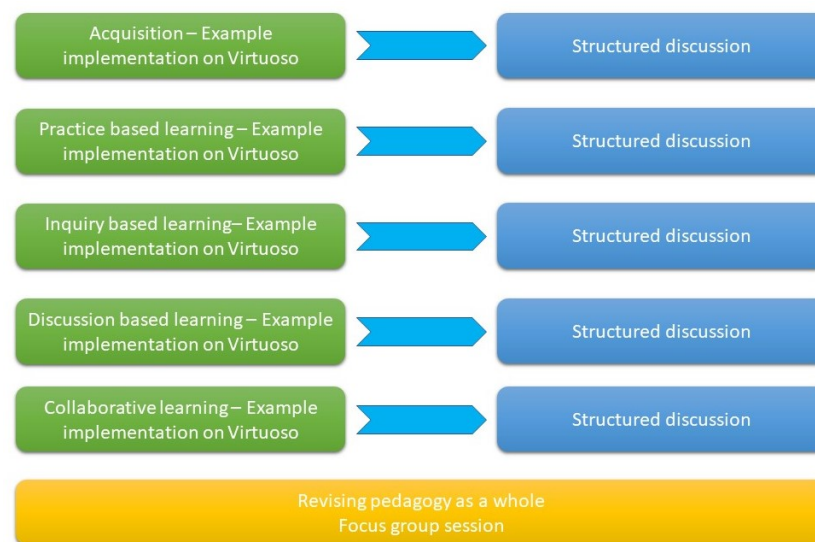 Acquisition – Example
implementation on Virtuoso
Structured discussion
Practice based learning – Example
implementation on Virtuoso
Structured discussion
Inquiry based learning– Example
implementation on Virtuoso
Structured discussion
Discussion based learning – Example
implementation on Virtuoso
Structured discussion
Collaborative learning – Example
implementation on Virtuoso
Structured discussion
Revising pedagogy as a whole
Focus group session